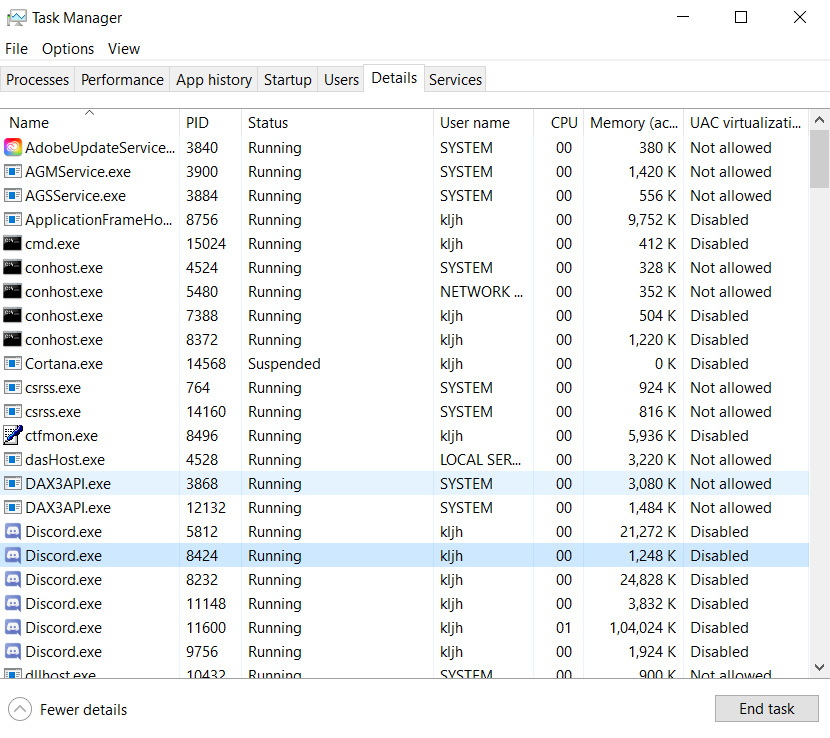 Task Manager
File Options View
Processes Performance App history Startup Users Details Services
Name PID Status User name CPU Memory (ac... UAC virtualizati...
AdobeUpdateService... 3840 Running SYSTEM 00 380 K Not allowed
AGMService.exe 3900 Running SYSTEM 00 1,420 K Not allowed
AGSService.exe 3884 Running SYSTEM 00 556 K Not allowed
ApplicationFrameHo... 8756 Running kljh 00 9,752 K Disabled
cmd.exe 15024 Running kljh 00 412 K Disabled
conhost.exe 4524 Running SYSTEM 00 328 K Not allowed
conhost.exe 5480 Running NETWORK ... 00 352 K Not allowed
conhost.exe 7388 Running kljh 00 504 K Disabled
conhost.exe 8372 Running kljh 00 1,220 K Disabled
Cortana.exe 14568 Suspended kljh 00 0 K Disabled
csrss.exe 764 Running SYSTEM 00 924 K Not allowed
csrss.exe 14160 Running SYSTEM 00 816 K Not allowed
ctfmon.exe 8496 Running kljh 00 5,936 K Disabled
dasHost.exe 4528 Running LOCAL SER... 00 3,220 K Not allowed
DAX3API.exe 3868 Running SYSTEM 00 3,080 K Not allowed
DAX3API.exe 12132 Running SYSTEM 00 1,484 K Not allowed
Discord.exe 5812 Running kljh 00 21,272 K Disabled
Discord.exe 8424 Running kljh 00 1,248 K Disabled
Discord.exe 8232 Running kljh 00 24,828 K Disabled
Discord.exe 11148 Running kljh 00 3,832 K Disabled
Discord.exe 11600 Running kljh 01 1,04,024 K Disabled
Discord.exe 9756 Running kljh 00 1,924 K Disabled
dllhost.exe 10432 Running SYSTEM 00 900 K Not allowed
Fewer details End task